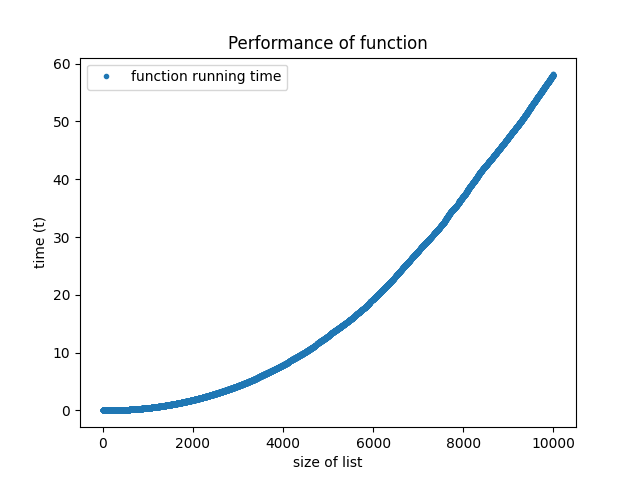 Performance of function
function running time
60
50
40
30
20
10
0
time (t)
0 2000 4000 6000 8000 10000
size of list